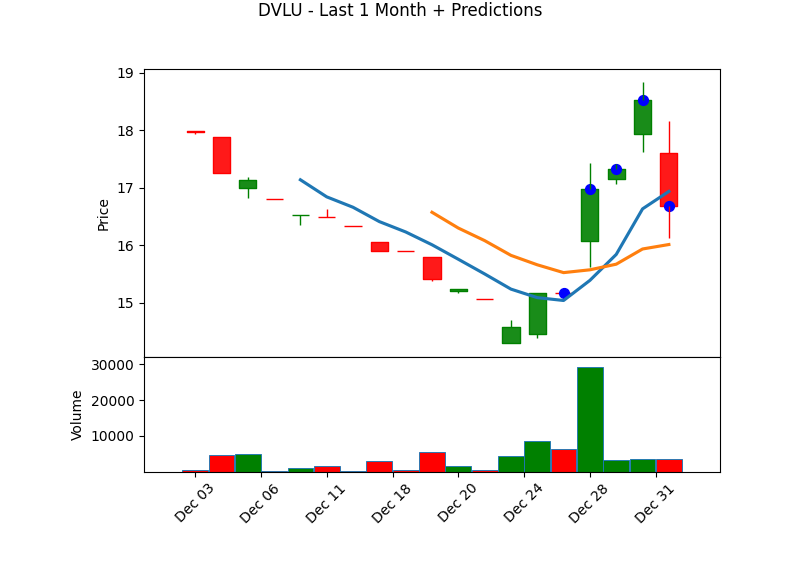 DVLU - Last 1 Month + Predictions
19
18
17
16
15
Price
30000
20000
10000
Volume
Dec 03
Dec 06
Dec 11
Dec 18
Dec 20
Dec 24
Dec 28
Dec 31